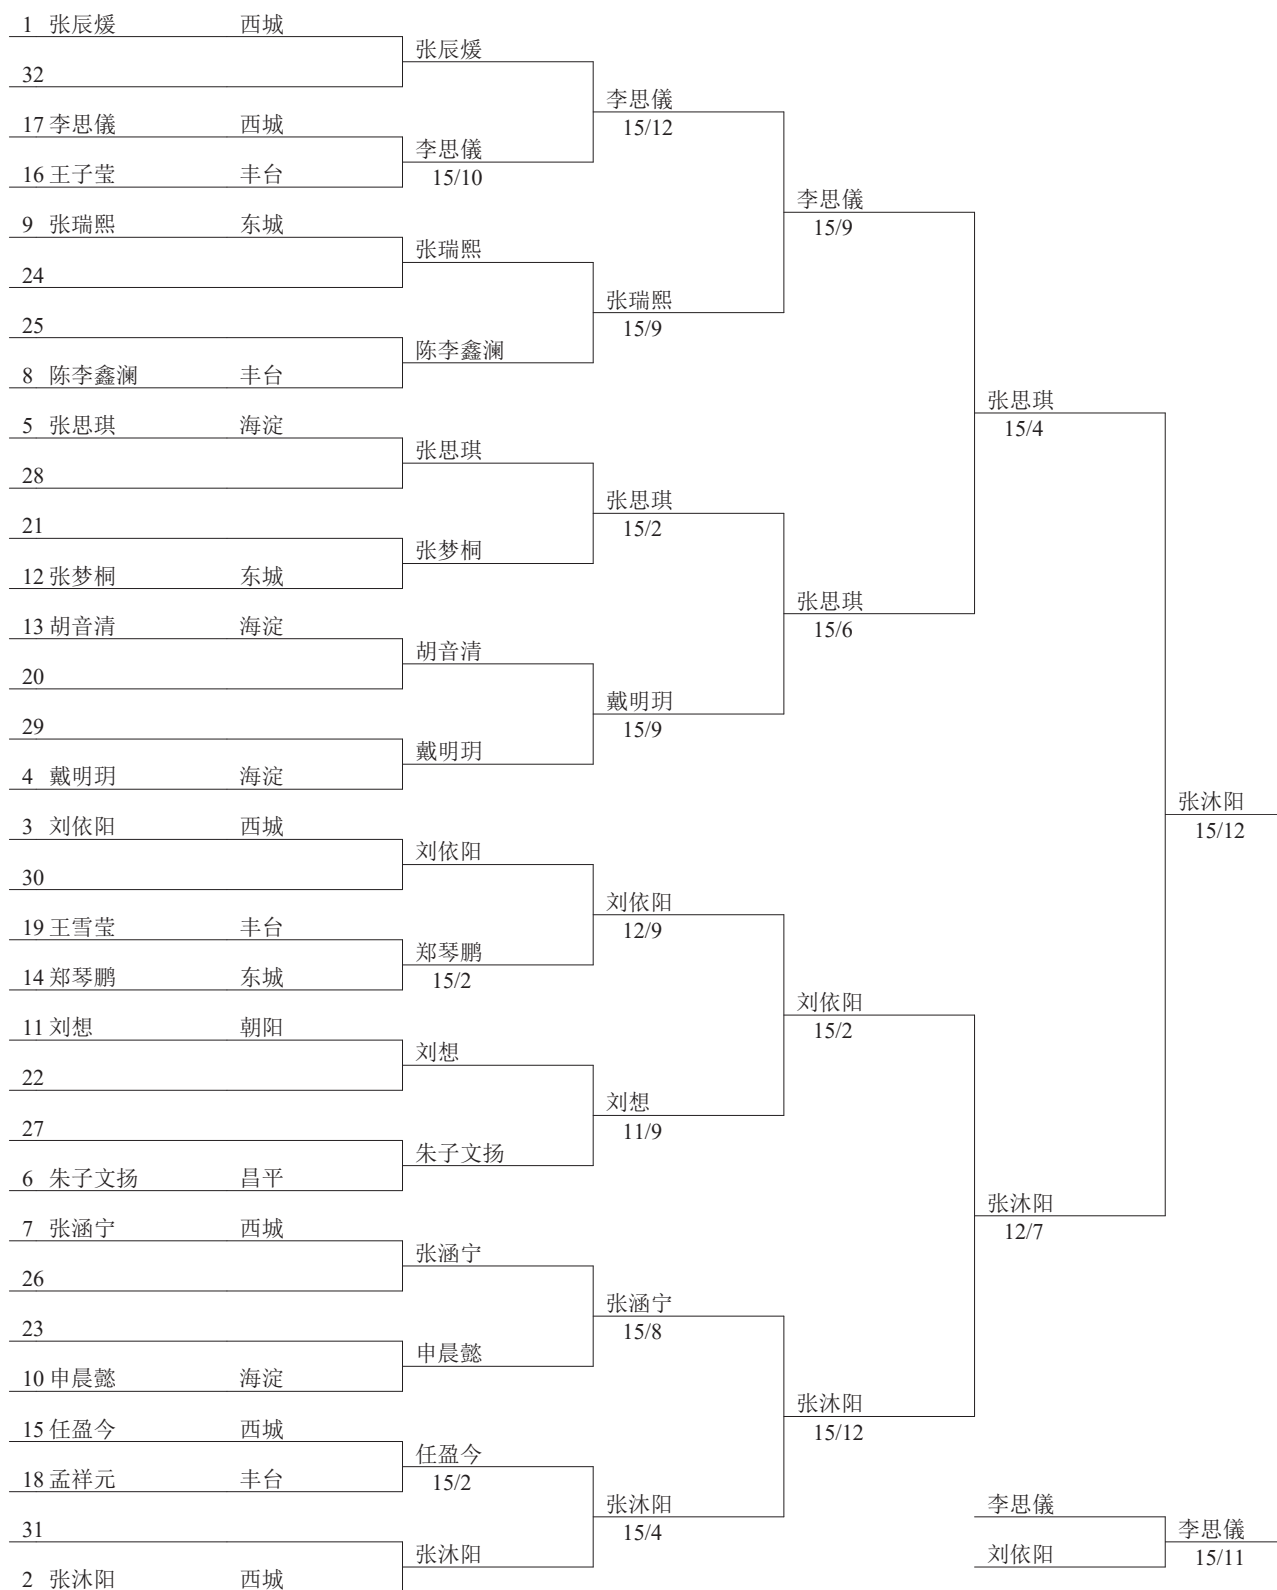 1 张辰煖 西城
张辰煖
32
李思儀
15/12
17 李思儀 西城
李思儀
15/10
16 王子莹 丰台
李思儀
15/9
9 张瑞熙 东城
张瑞熙
24
张瑞熙
15/9
25
陈李鑫澜
8 陈李鑫澜 丰台
张思琪
15/4
5 张思琪 海淀
张思琪
28
张思琪
15/2
21
张梦桐
12 张梦桐 东城
张思琪
15/6
13 胡音清 海淀
胡音清
20
戴明玥
15/9
29
戴明玥
4 戴明玥 海淀
张沐阳
15/12
3 刘依阳 西城
刘依阳
30
刘依阳
12/9
19 王雪莹 丰台
郑琴鹏
15/2
14 郑琴鹏 东城
刘依阳
15/2
11 刘想 朝阳
刘想
22
刘想
11/9
27
朱子文扬
6 朱子文扬 昌平
张沐阳
12/7
7 张涵宁 西城
张涵宁
26
张涵宁
15/8
23
申晨懿
10 申晨懿 海淀
张沐阳
15/12
15 任盈今 西城
任盈今
15/2
18 孟祥元 丰台
张沐阳
15/4
31
张沐阳
2 张沐阳 西城
李思儀
李思儀
15/11
刘依阳